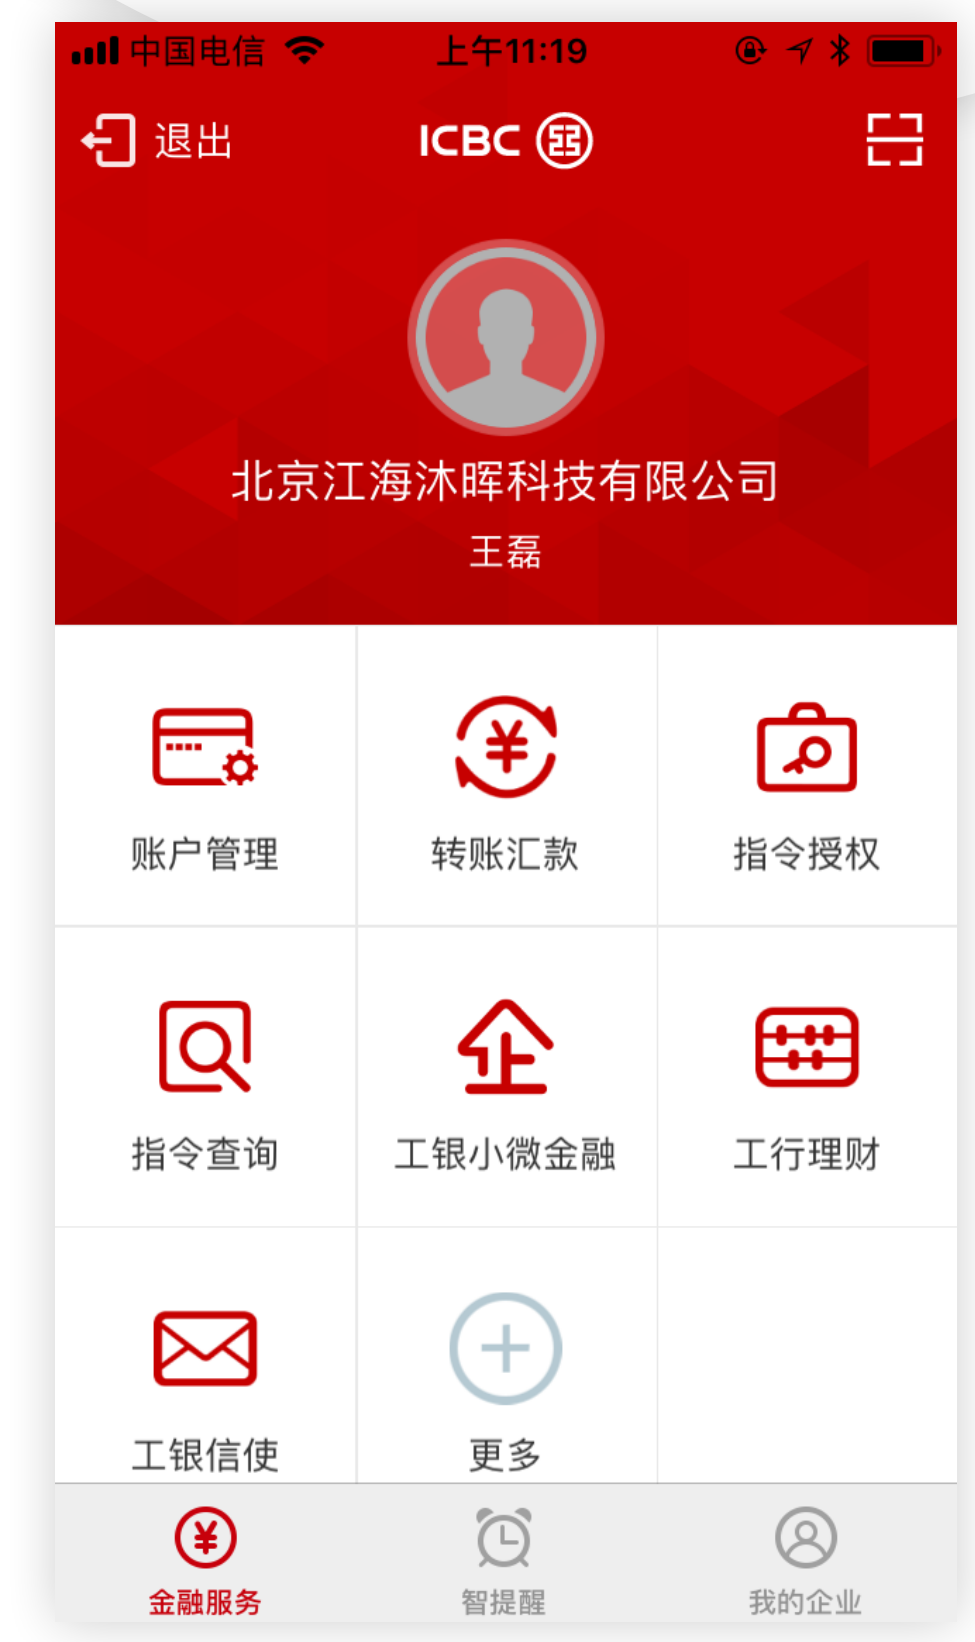 中国电信 上午11:19
退出 ICBC
北京江海沐晖科技有限公司
王磊
账户管理 转账汇款 指令授权
指令查询 工银小微金融 工行理财
工银信使 更多
金融服务 智提醒 我的企业